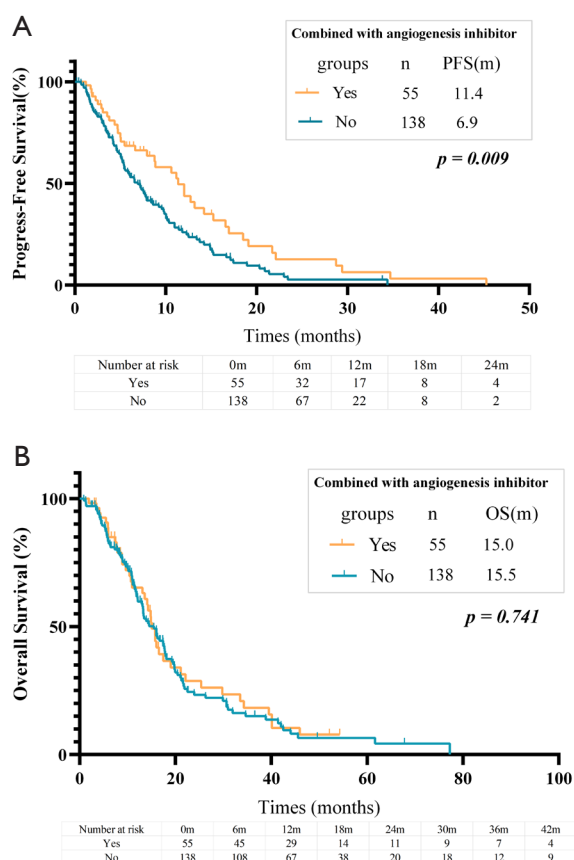 A
Combined with angiogenesis inhibitor
groups n PFS(m)
Yes 55 11.4
No 138 6.9
p = 0.009
Progress-Free Survival(%)
100
50
0
0 10 20 30 40 50
Times (months)
Number at risk 0m 6m 12m 18m 24m
Yes 55 32 17 8 4
No 138 67 22 8 2
B
Combined with angiogenesis inhibitor
groups n OS(m)
Yes 55 15.0
No 138 15.5
p = 0.741
Overall Survival (%)
100
50
0
0 20 40 60 80 100
Times (months)
Number at risk 0m 6m 12m 18m 24m 30m 36m 42m
Yes 55 45 29 14 11 9 7 4
No 138 108 67 38 20 18 12 9